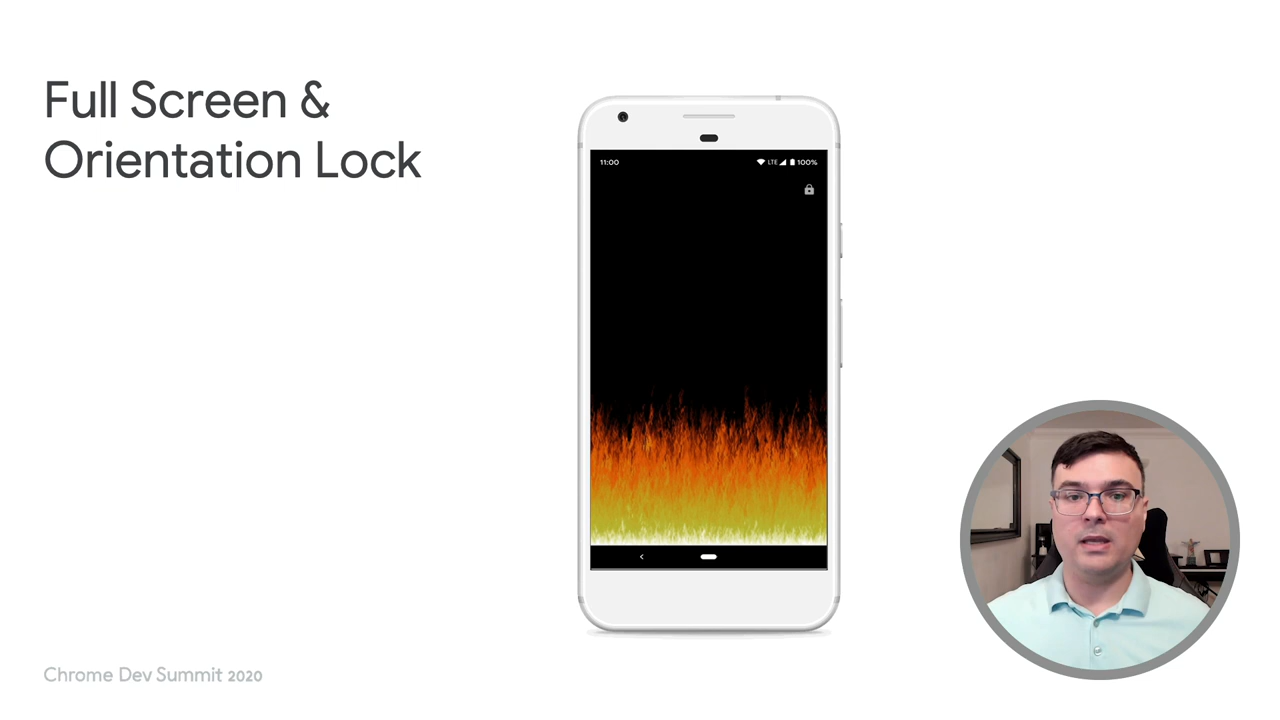 Full Screen &
Orientation Lock
11:00
LTE 100%
Chrome Dev Summit 2020